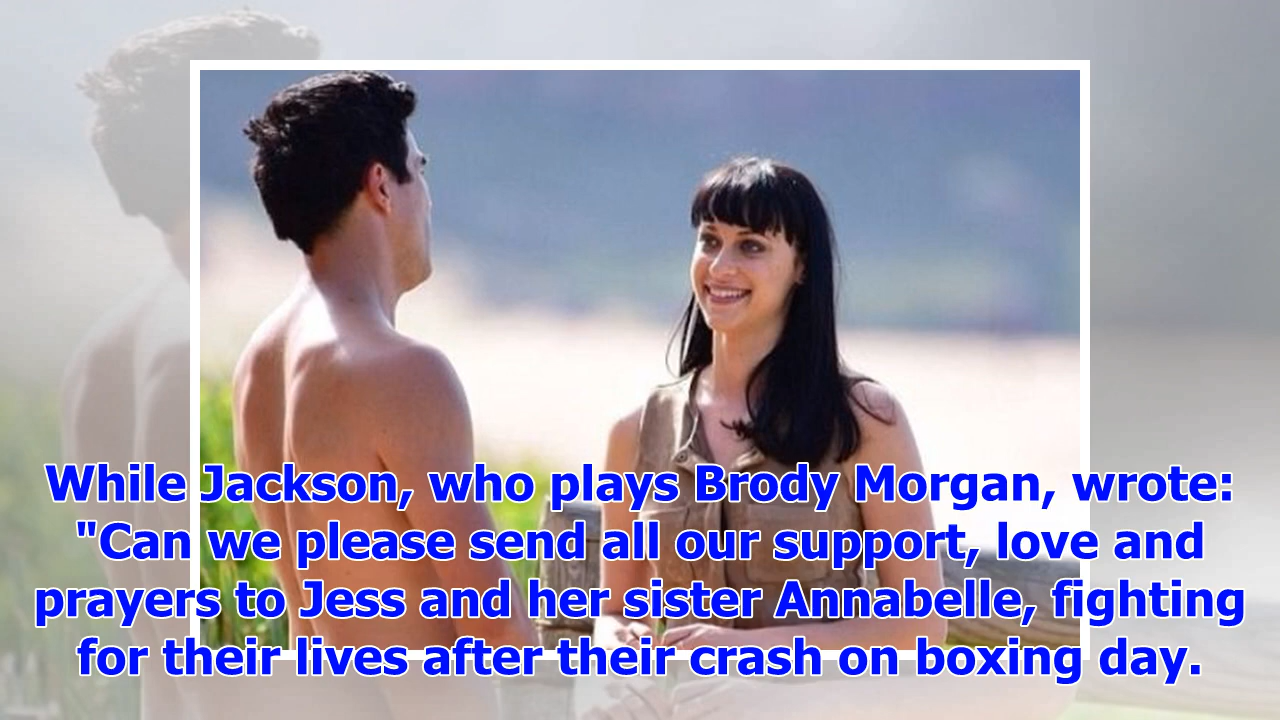 While Jackson, who plays Brody Morgan, wrote:
"Can we please send all our support, love and
prayers to Jess and her sister Annabelle, fighting
for their lives after their crash on boxing day.